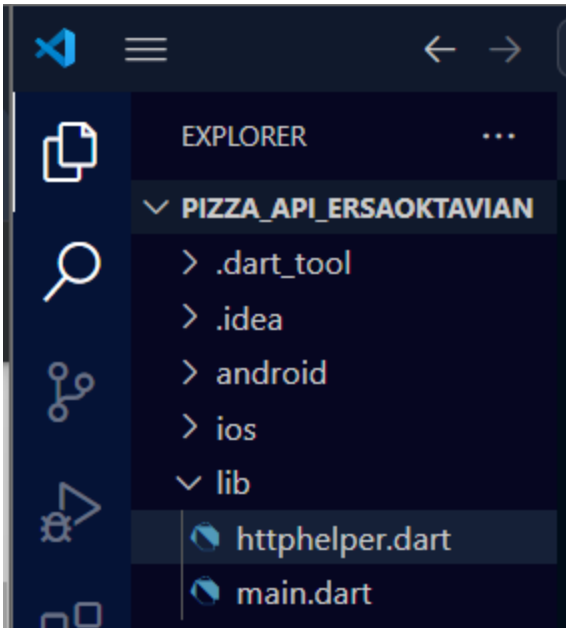 EXPLORER
PIZZA_API_ERSAOKTAVIAN
.dart_tool
.idea
android
ios
lib
httphelper.dart
main.dart